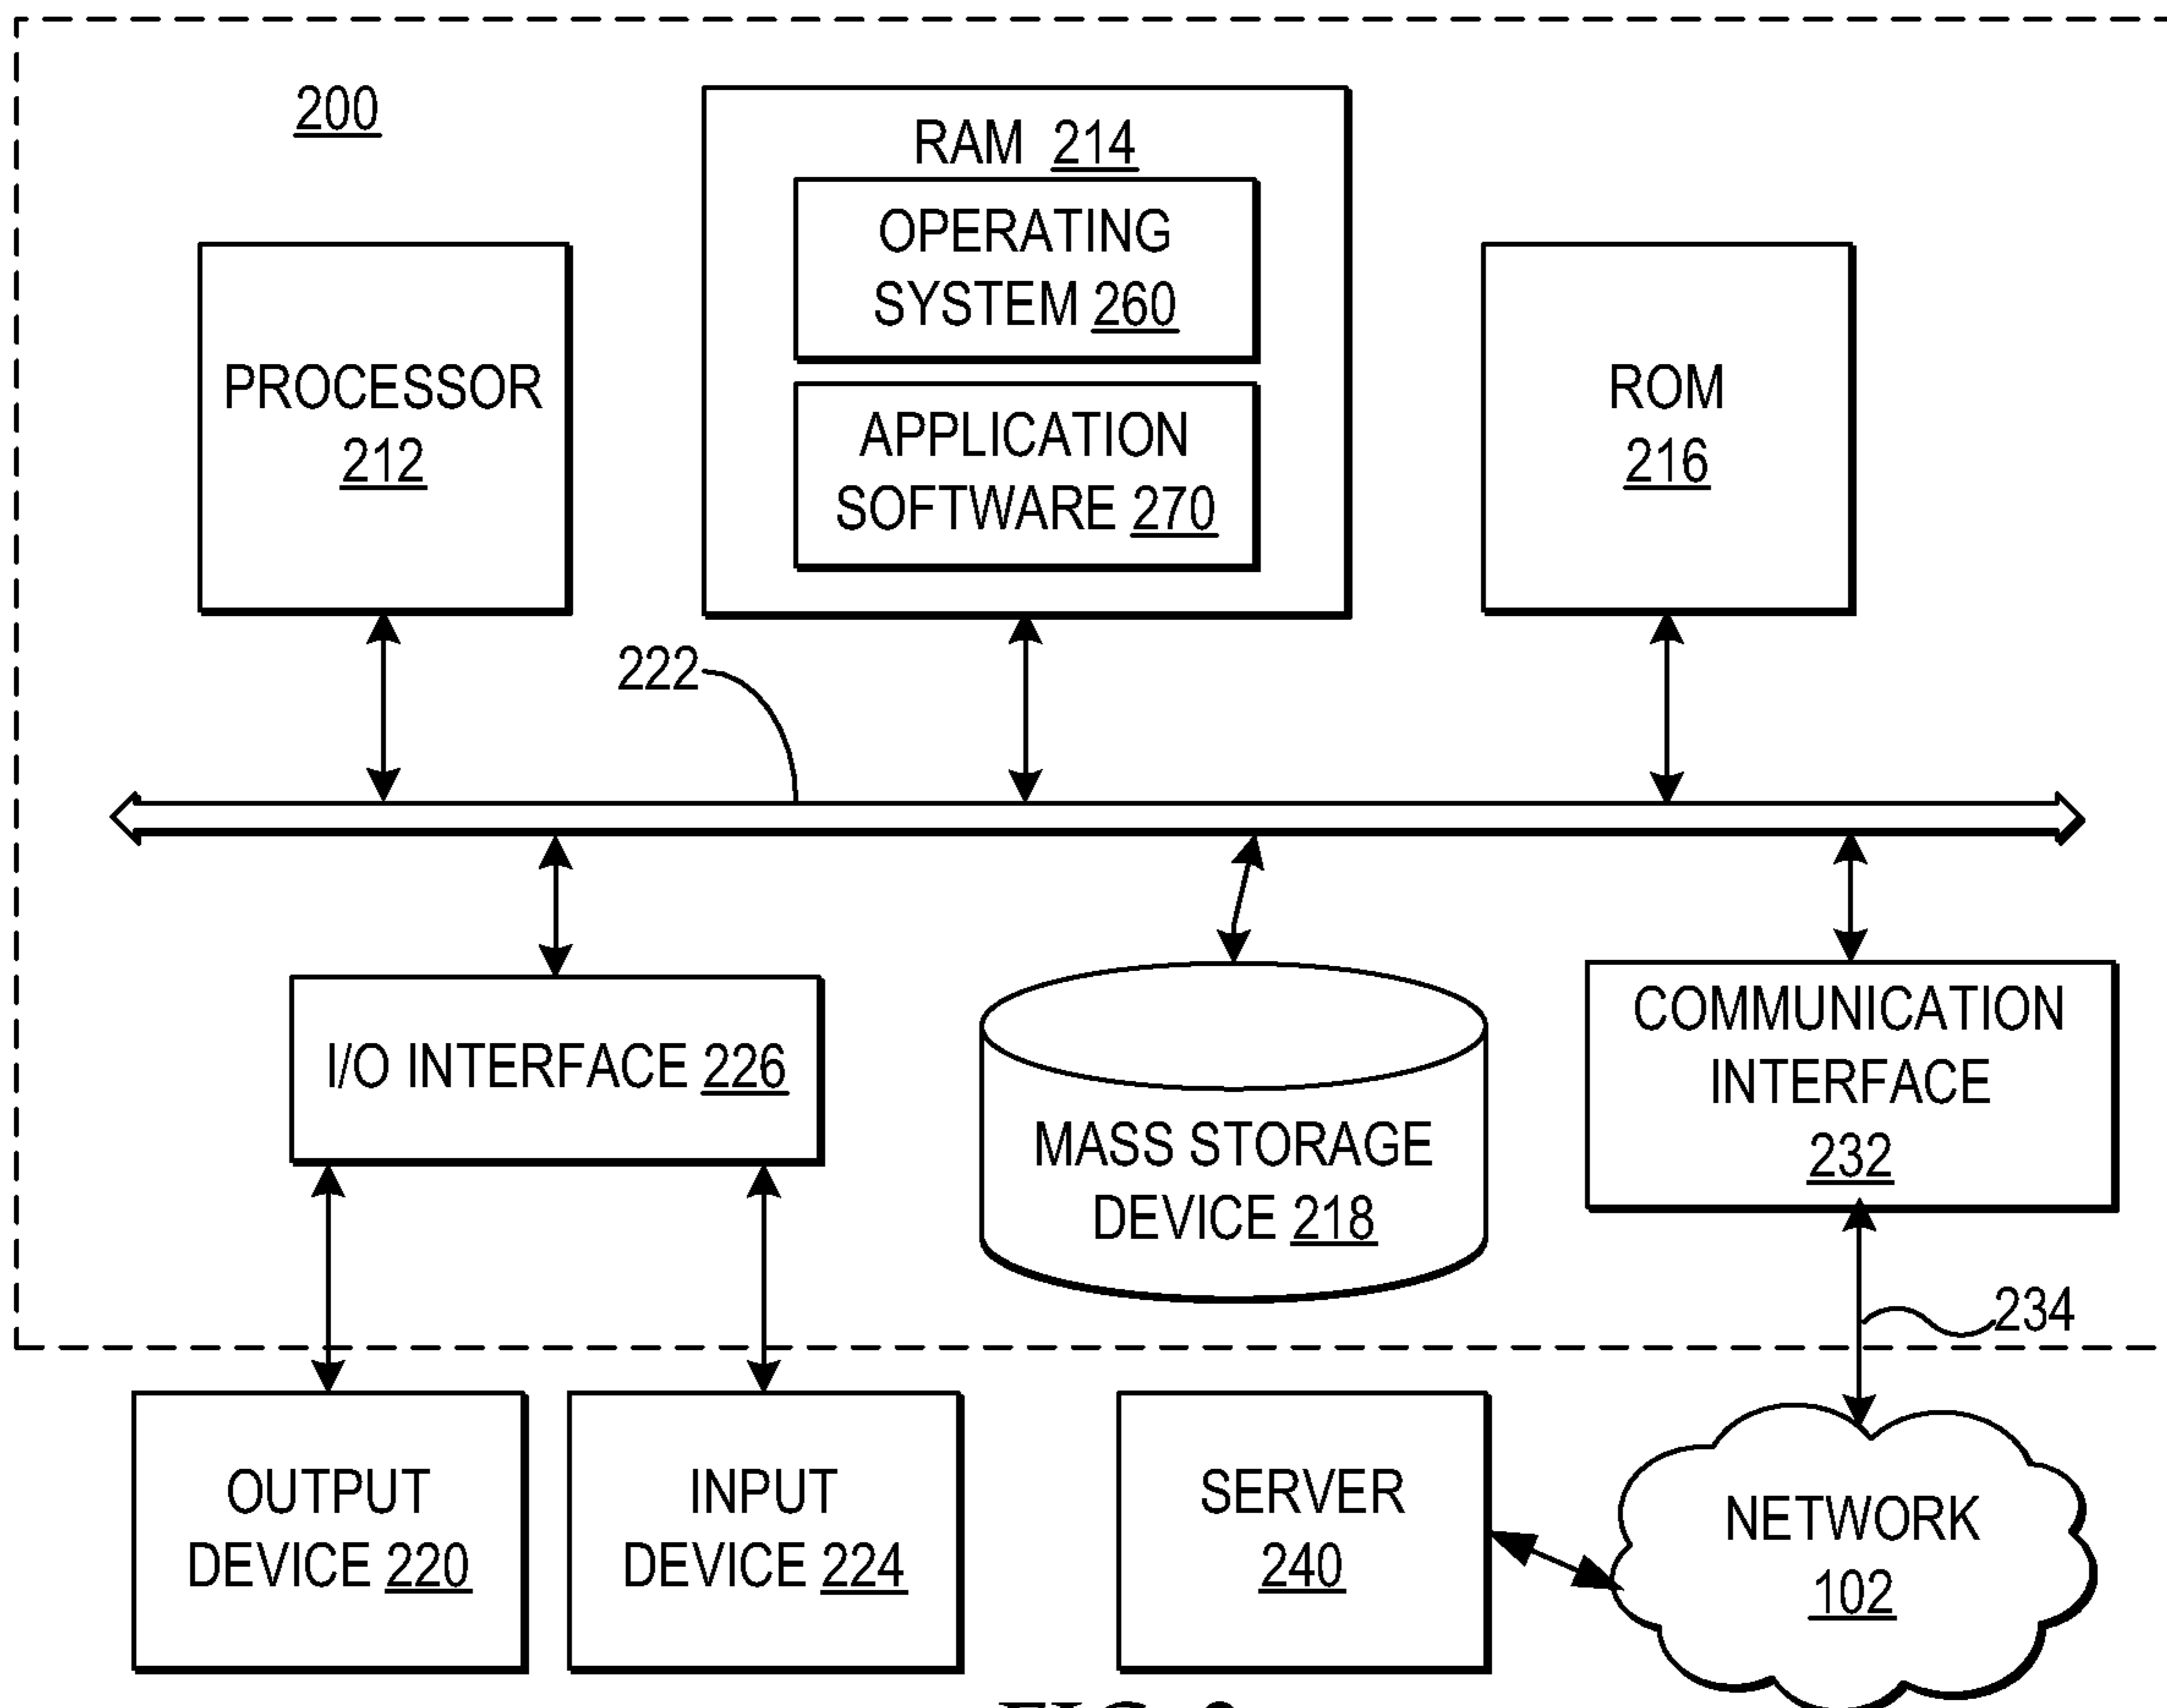 200
RAM 214
OPERATING
SYSTEM 260
APPLICATION
SOFTWARE 270
PROCESSOR
212
ROM
216
222
I/O INTERFACE 226
MASS STORAGE
DEVICE 218
COMMUNICATION
INTERFACE
232
234
OUTPUT
DEVICE 220
INPUT
DEVICE 224
SERVER
240
NETWORK
102